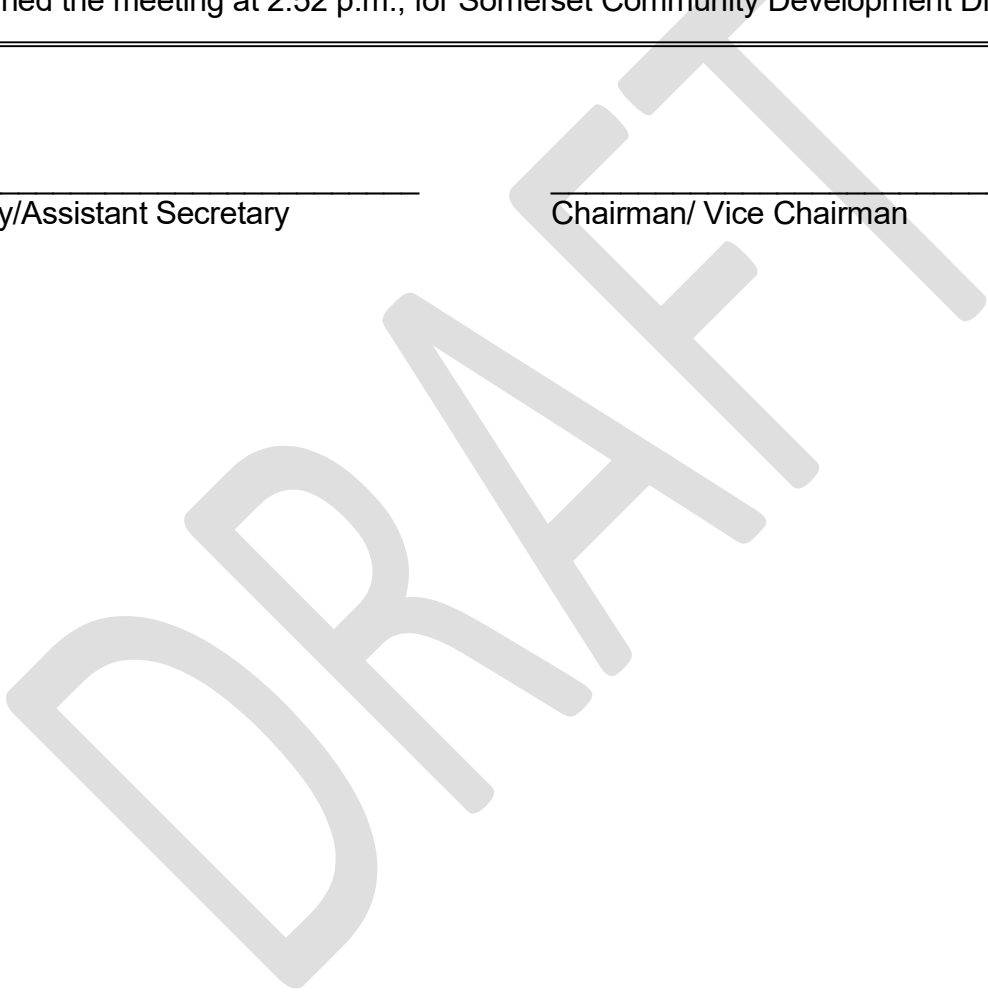 ned the meeting at 2:52 p.m., for Somerset Community Development Di
y/Assistant Secretary
Chairman/ Vice Chairman
DRAFT